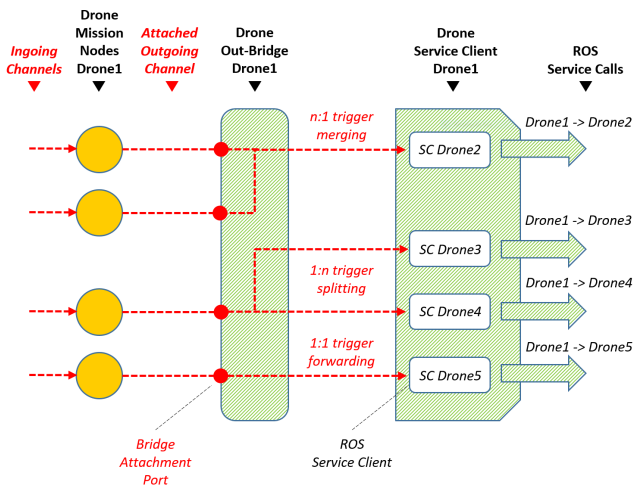 Ingoing
Channels
Drone
Mission
Nodes
Drone1
Attached
Outgoing
Channel
Drone
Out-Bridge
Drone1
Drone
Service Client
Drone1
ROS
Service Calls
n:1 trigger
merging
SC Drone2
Drone1 -> Drone2
SC Drone3
Drone1 -> Drone3
1:n trigger
splitting
SC Drone4
Drone1 -> Drone4
1:1 trigger
forwarding
SC Drone5
Drone1 -> Drone5
Bridge
Attachment
Port
ROS
Service Client